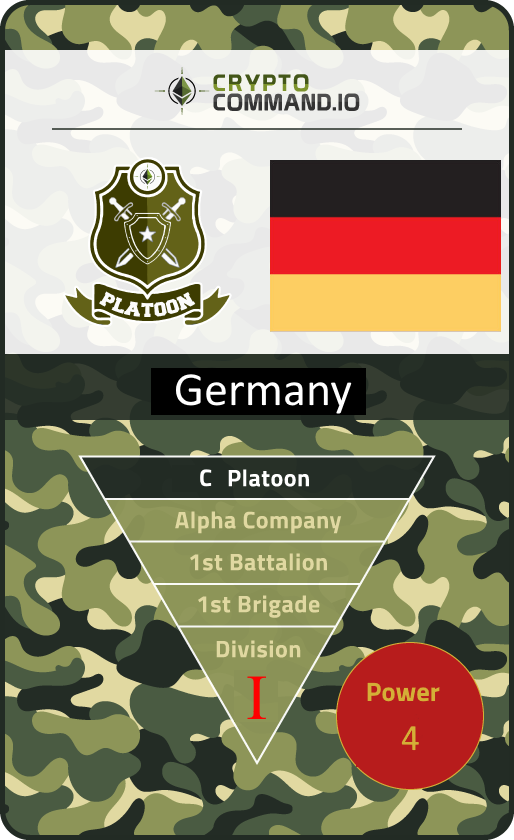 CRYPTO
COMMAND.IO
PLATOON
Germany
C Platoon
Alpha Company
1st Battalion
1st Brigade
Division
I
Power
4